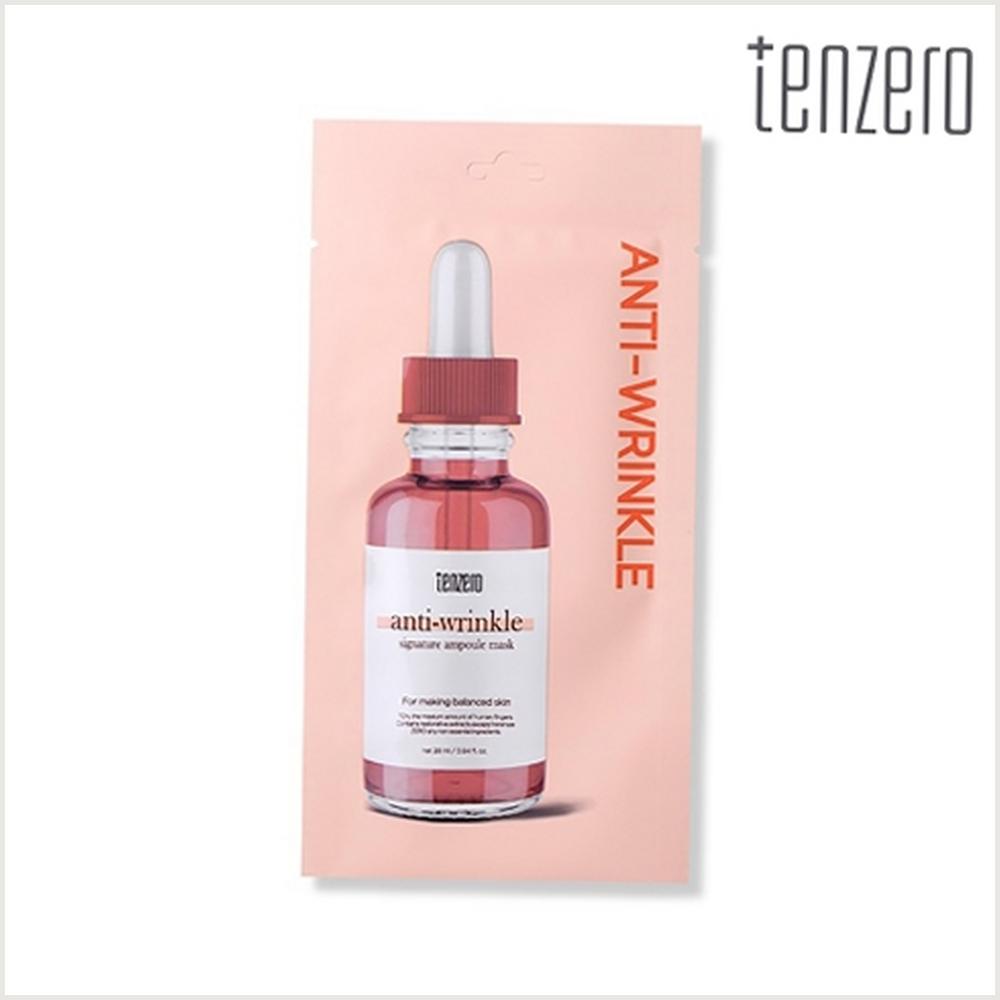 tenzero
ANTI-WRINKLE
tenzero
anti-wrinkle
signature ampoule mask
For making balanced skin